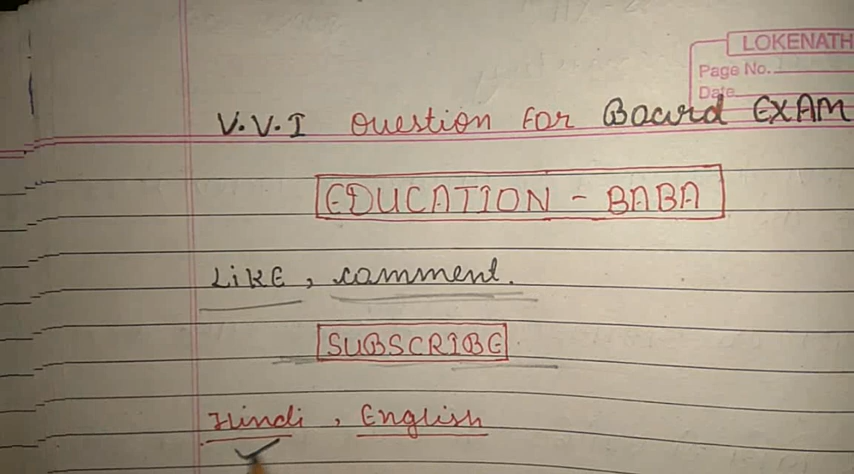 LOKENATH
Page No.
Date
V.V.I Question For Board EXAM
EDUCATION - BABA
LIKE, comment.
SUBSCRIBE
Hindi, English